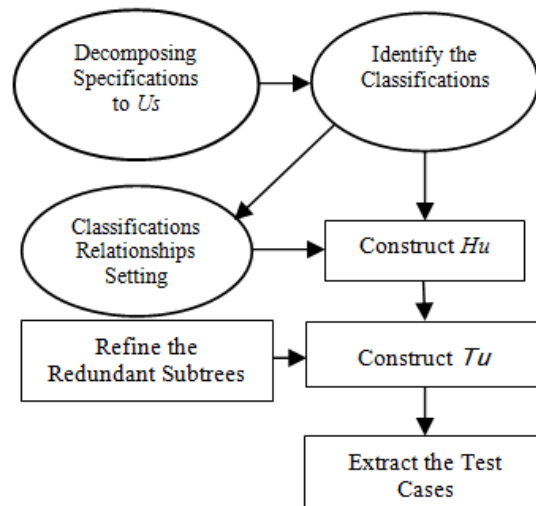 Decomposing
Specifications
to Us
Identify the
Classifications
Classifications
Relationships
Setting
Construct Hu
Refine the
Redundant Subtrees
Construct Tu
Extract the Test
Cases